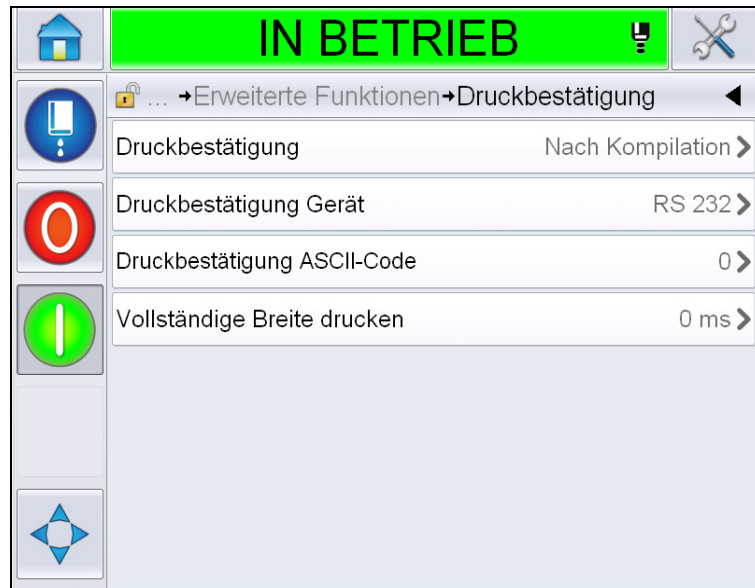 IN BETRIEB
... →Erweiterte Funktionen→Druckbestätigung
Druckbestätigung Nach Kompilation
Druckbestätigung Gerät RS 232
Druckbestätigung ASCII-Code 0
Vollständige Breite drucken 0 ms